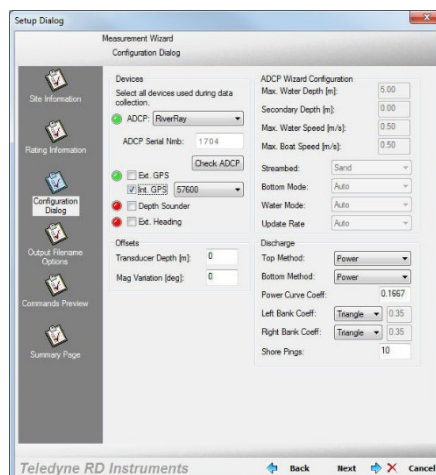 Setup Dialog
Measurement Wizard
Configuration Dialog
Site Information
Rating Information
Configuration
Dialog
Output Filename
Options
Commands Preview
Summary Page
Devices
Select all devices used during data
collection.
ADCP: RiverRay
ADCP Serial Nmb: 1704
Check ADCP
Ext. GPS
Int. GPS 57600
Depth Sounder
Ext. Heading
Offsets
Transducer Depth [m]: 0
Mag Variation [deg]: 0
ADCP Wizard Configuration
Max. Water Depth [m]: 5.00
Secondary Depth [m]: 0.00
Max. Water Speed [m/s]: 0.50
Max. Boat Speed [m/s]: 0.50
Streambed: Sand
Bottom Mode: Auto
Water Mode: Auto
Update Rate Auto
Discharge
Top Method: Power
Bottom Method: Power
Power Curve Coeff: 0.1667
Left Bank Coeff: Triangle 0.35
Right Bank Coeff: Triangle 0.35
Shore Pings: 10
Teledyne RD Instruments
Back Next Cancel